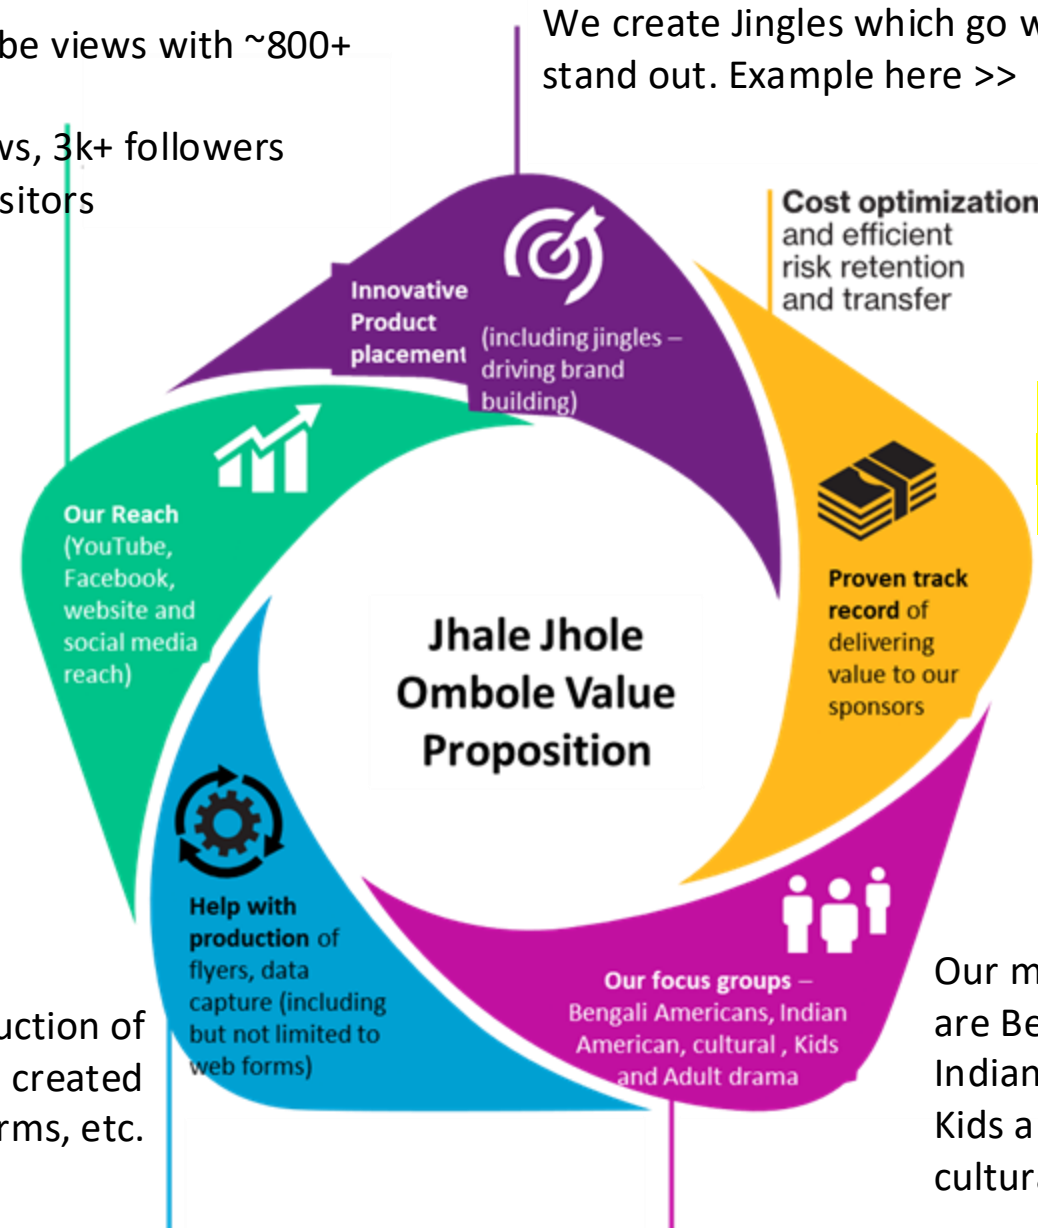 be views with ~800+
ws, 3k+ followers
sitors
We create Jingles which go w
stand out. Example here >>
Cost optimization
and efficient
risk retention
and transfer
Innovative
Product
placement
(including jingles –
driving brand
building)
Our Reach
(YouTube,
Facebook,
website and
social media
reach)
Proven track
record of
delivering
value to our
sponsors
Jhale Jhole
Ombole Value
Proposition
Help with
production of
flyers, data
capture (including
but not limited to
web forms)
Our focus groups –
Bengali Americans, Indian
American, cultural , Kids
and Adult drama
uction of
created
rms, etc.
Our m
are Be
Indian
Kids a
cultura